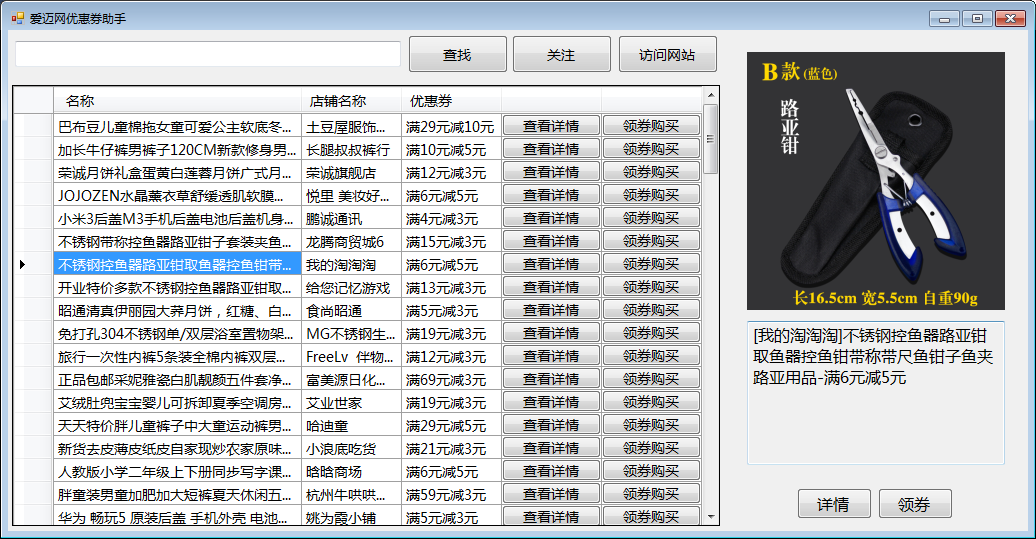 爱迈网优惠券助手
查找 关注 访问网站
名称 店铺名称 优惠券
巴布豆儿童棉拖女童可爱公主软底冬... 土豆屋服饰... 满29元减10元 查看详情 领券购买
加长牛仔裤男裤子120CM新款修身男... 长腿叔叔裤行 满10元减5元 查看详情 领券购买
荣诚月饼礼盒蛋黄白莲蓉月饼广式月... 荣诚旗舰店 满12元减3元 查看详情 领券购买
JOJOZEN水晶薰衣草舒缓透肌软膜... 悦里 美妆好... 满6元减5元 查看详情 领券购买
小米3后盖M3手机后盖电池后盖机身... 鹏诚通讯 满4元减3元 查看详情 领券购买
不锈钢带称控鱼器路亚钳子套装夹鱼... 龙腾商贸城6 满15元减3元 查看详情 领券购买
不锈钢控鱼器路亚钳取鱼器控鱼钳带... 我的淘淘淘 满6元减5元 查看详情 领券购买
开业特价多款不锈钢控鱼器路亚钳取... 给您记忆游戏 满13元减3元 查看详情 领券购买
昭通清真伊丽园大荞月饼，红糖、白... 食尚昭通 满5元减3元 查看详情 领券购买
免打孔304不锈钢单/双层浴室置物架... MG不锈钢生... 满19元减3元 查看详情 领券购买
旅行一次性内裤5条装全棉内裤双层... FreeLv 伴物... 满12元减3元 查看详情 领券购买
正品包邮采妮雅瓷白肌靓颜五件套净... 富美源日化... 满69元减3元 查看详情 领券购买
艾绒肚兜宝宝婴儿可拆卸夏季空调房... 艾业世家 满19元减3元 查看详情 领券购买
天天特价胖儿童裤子中大童运动裤男... 哈迪童 满29元减5元 查看详情 领券购买
新货去皮薄皮纸皮自家现炒农家原味... 小浪底吃货 满21元减3元 查看详情 领券购买
人教版小学二年级上下册同步写字课... 晗晗商场 满6元减5元 查看详情 领券购买
胖童装男童加肥加大短裤夏天休闲五... 杭州牛哄哄... 满59元减3元 查看详情 领券购买
华为 畅玩5 原装后盖 手机外壳 电池... 姚为霞小铺 满5元减3元 查看详情 领券购买
B款(蓝色)
路亚钳
长16.5cm 宽5.5cm 自重90g
[我的淘淘淘]不锈钢控鱼器路亚钳
取鱼器控鱼钳带称带尺鱼钳子鱼夹
路亚用品-满6元减5元
详情 领券